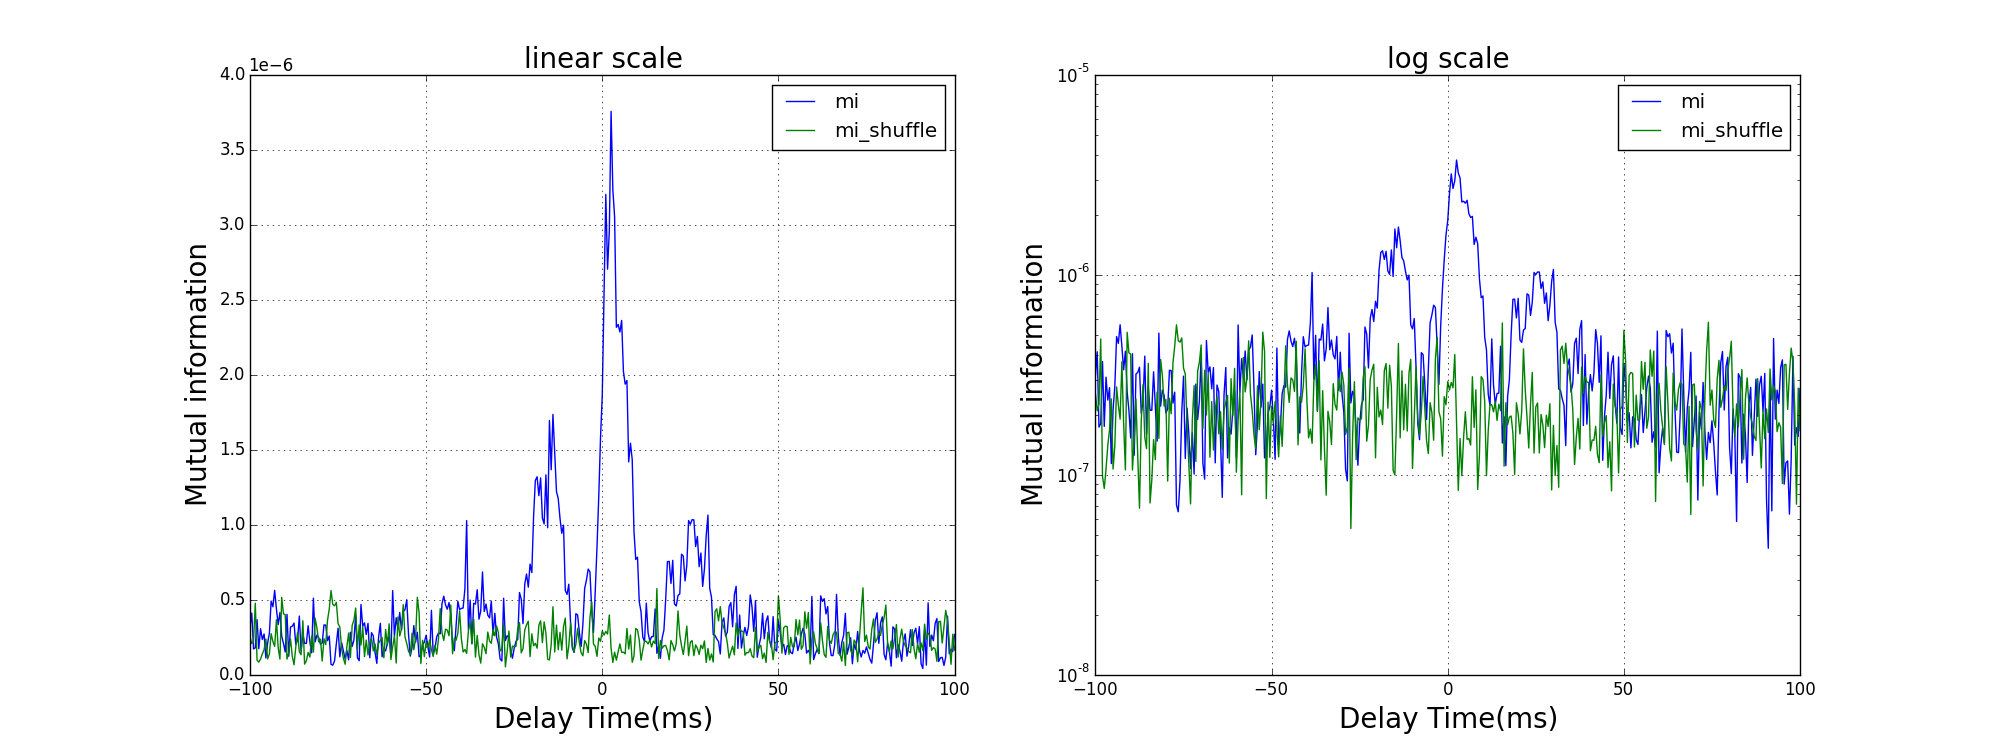 linear scale
1e−6
4.0
3.5
3.0
2.5
2.0
1.5
1.0
0.5
0.0
−100
−50
0
50
100
Delay Time(ms)
Mutual information
mi
mi_shuffle
log scale
10-5
10-6
10-7
10-8
−100
−50
0
50
100
Delay Time(ms)
Mutual information
mi
mi_shuffle